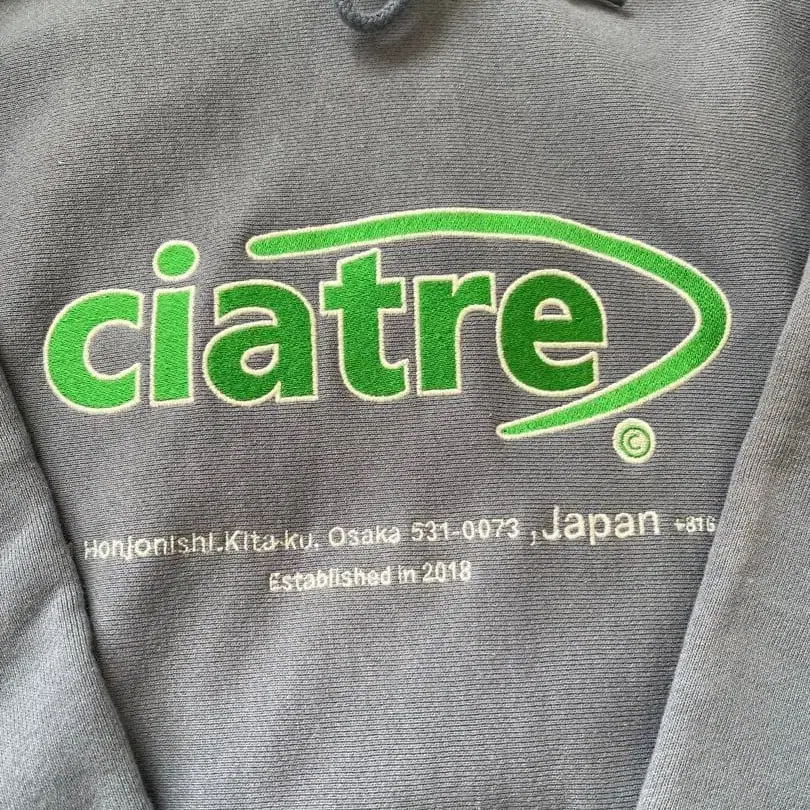 ciatre
©
Honjonishi.Kita-ku, Osaka 531-0073 ,Japan +816
Established in 2018